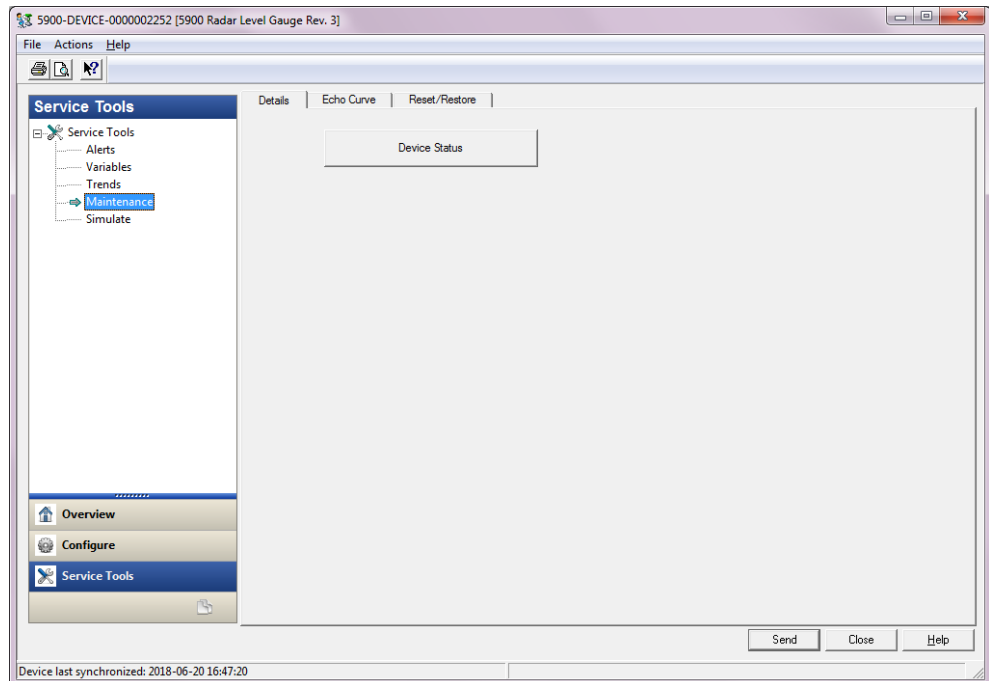 5900-DEVICE-0000002252 [5900 Radar Level Gauge Rev. 3]
File Actions Help
Service Tools
Details Echo Curve Reset/Restore
Service Tools
Device Status
Alerts
Variables
Trends
Maintenance
Simulate
Overview
Configure
Service Tools
Send Close Help
Device last synchronized: 2018-06-20 16:47:20